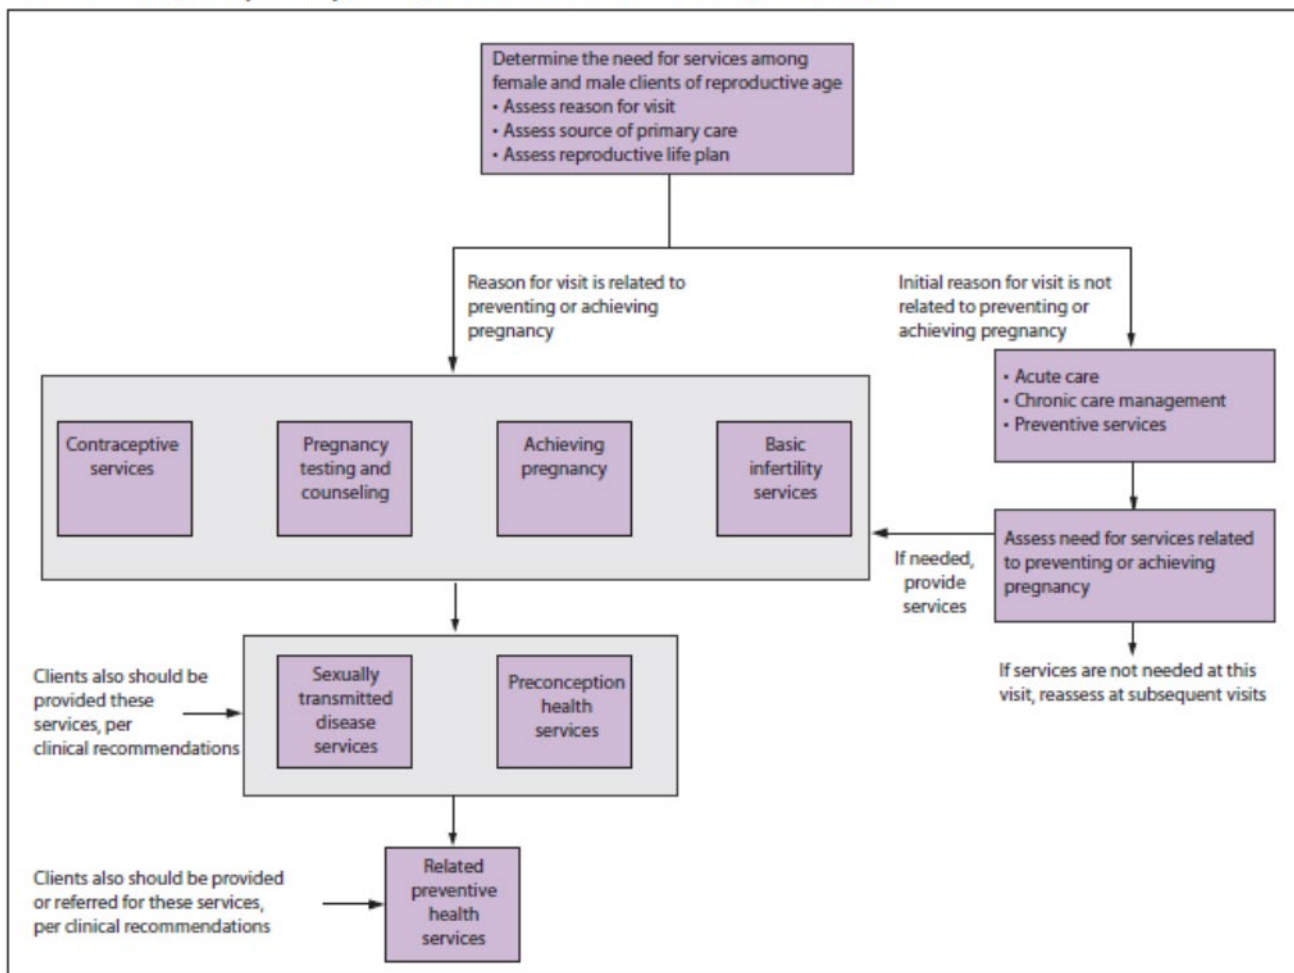 Determine the need for services among
female and male clients of reproductive age
• Assess reason for visit
• Assess source of primary care
• Assess reproductive life plan
Reason for visit is related to
preventing or achieving
pregnancy
Initial reason for visit is not
related to preventing or
achieving pregnancy
• Acute care
• Chronic care management
• Preventive services
Contraceptive
services
Pregnancy
testing and
counseling
Achieving
pregnancy
Basic
infertility
services
Assess need for services related
to preventing or achieving
pregnancy
If needed,
provide
services
If services are not needed at this
visit, reassess at subsequent visits
Clients also should be
provided these
services, per
clinical recommendations
Sexually
transmitted
disease
services
Preconception
health
services
Clients also should be provided
or referred for these services,
per clinical recommendations
Related
preventive
health
services